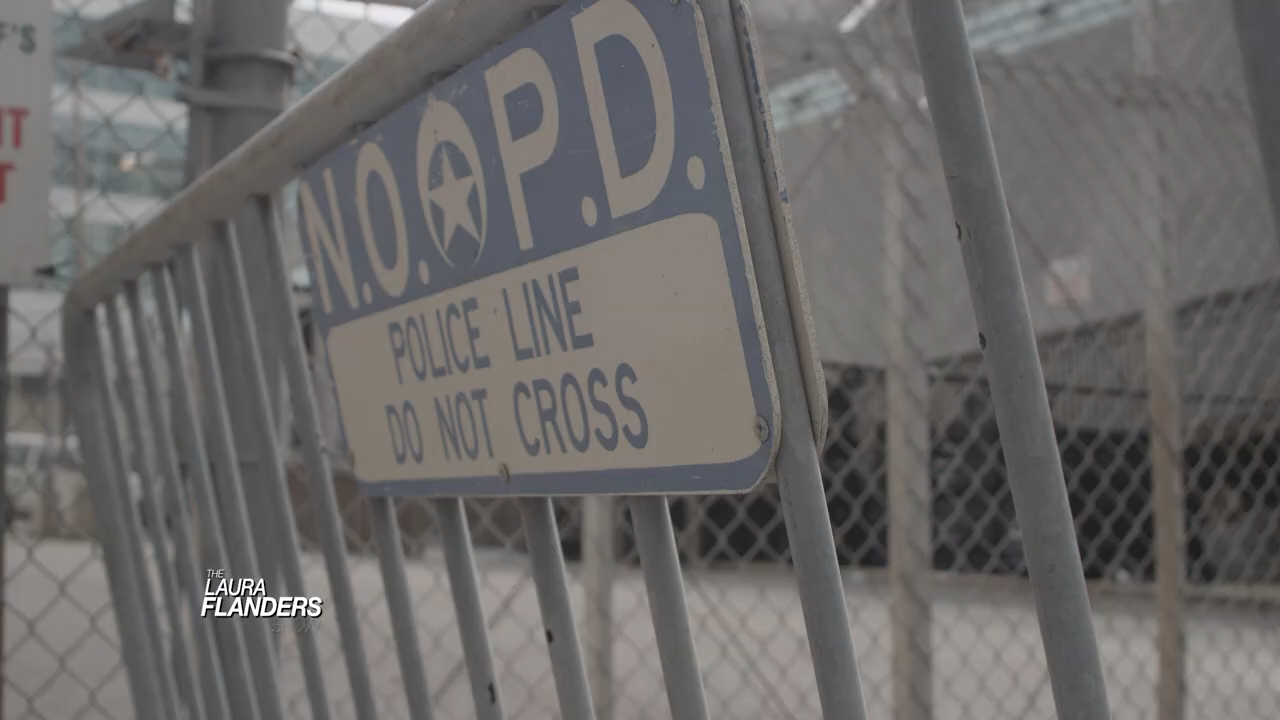 N.O.P.D.
POLICE LINE
DO NOT CROSS
THE
LAURA
FLANDERS